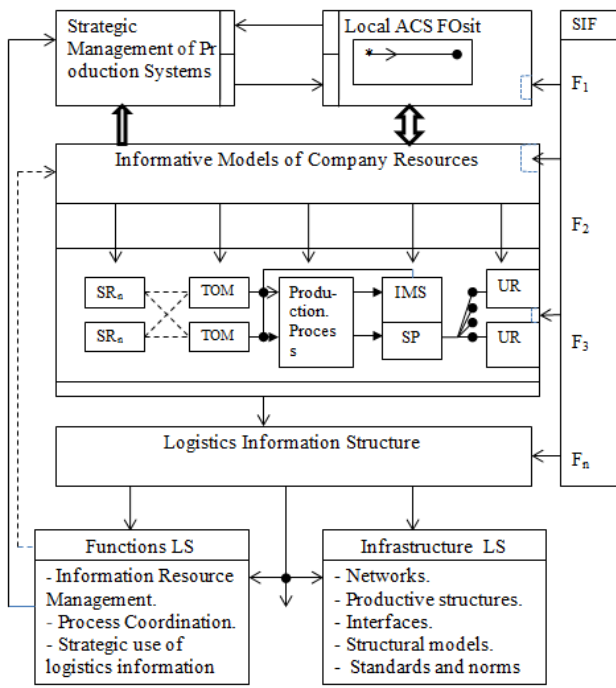 Strategic
Management of Pr
oduction Systems
Local ACS FOsit
*
SIF
F1
Informative Models of Company Resources
F2
SRn
TOM
Produ-
ction.
Proces
s
IMS
UR
SRn
TOM
SP
UR
F3
Logistics Information Structure
Fn
Functions LS
- Information Resource
Management.
- Process Coordination.
- Strategic use of
logistics information
Infrastructure LS
- Networks.
- Productive structures.
- Interfaces.
- Structural models.
- Standards and norms